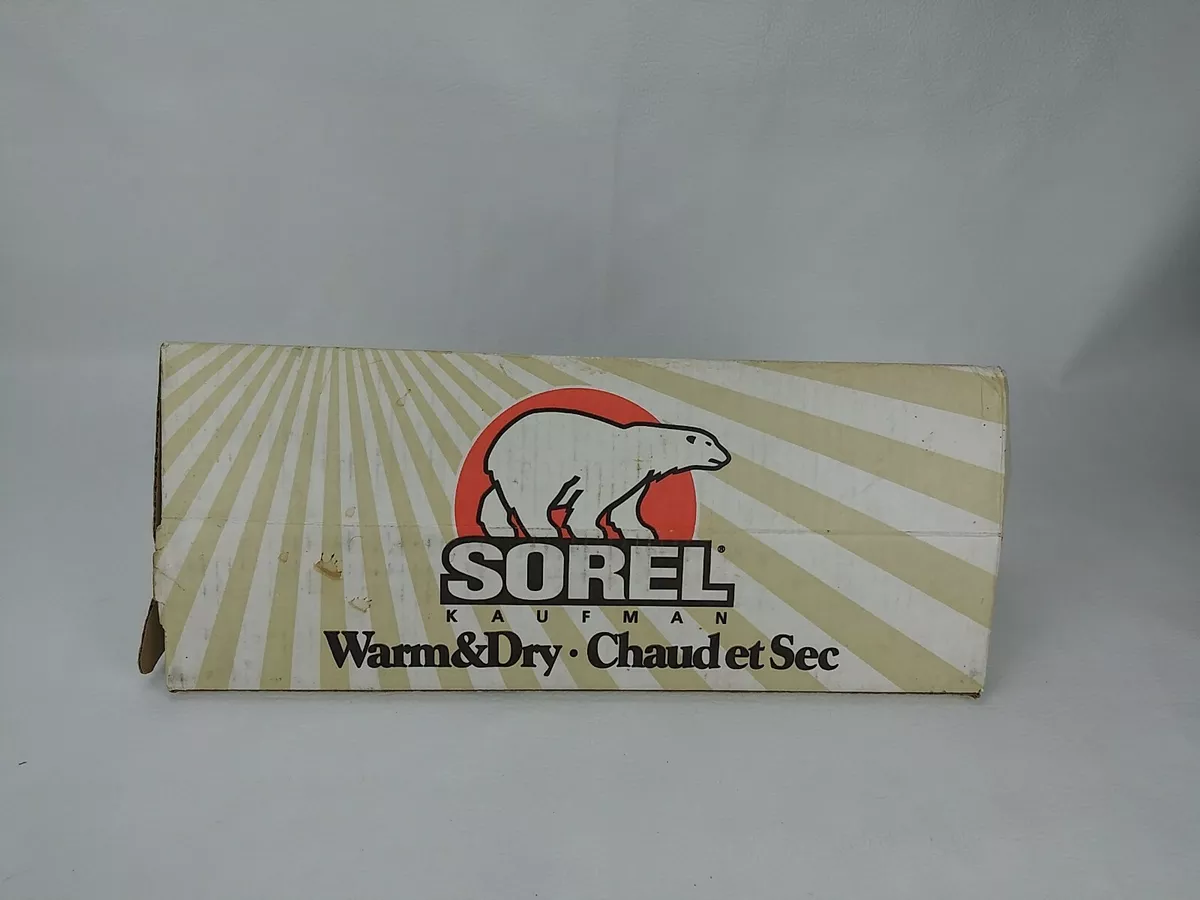 SOREL®
KAUFMAN
Warm&Dry · Chaud et Sec